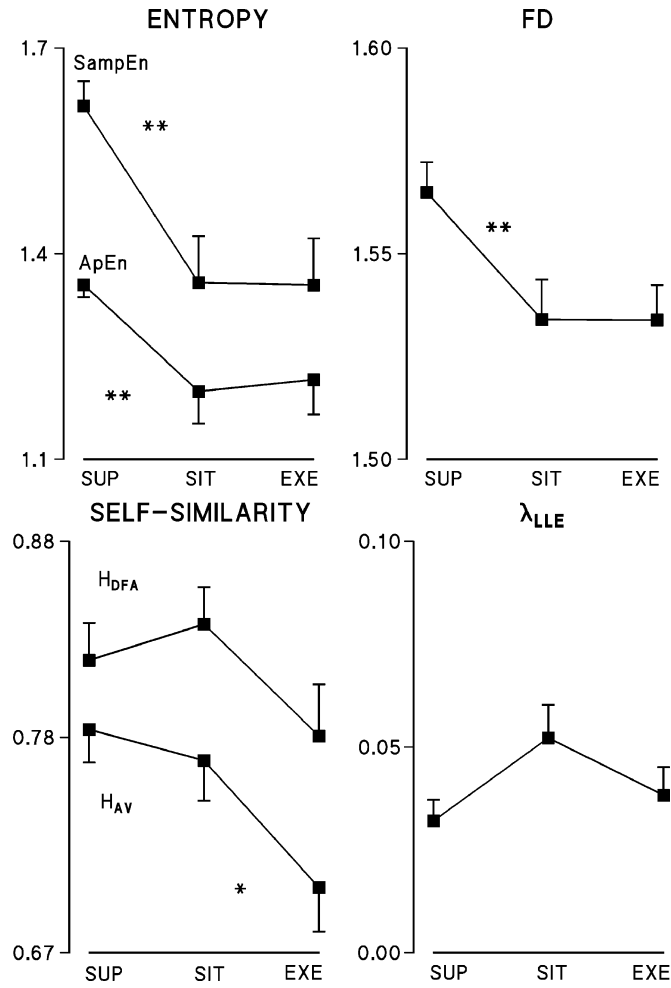 ENTROPY
FD
1.7
SampEn
**
1.4
ApEn
**
1.1
SUP SIT EXE
1.60
**
1.55
1.50
SUP SIT EXE
SELF-SIMILARITY
λLLE
0.88
HDFA
0.78
HAV
*
0.67
SUP SIT EXE
0.10
0.05
0.00
SUP SIT EXE